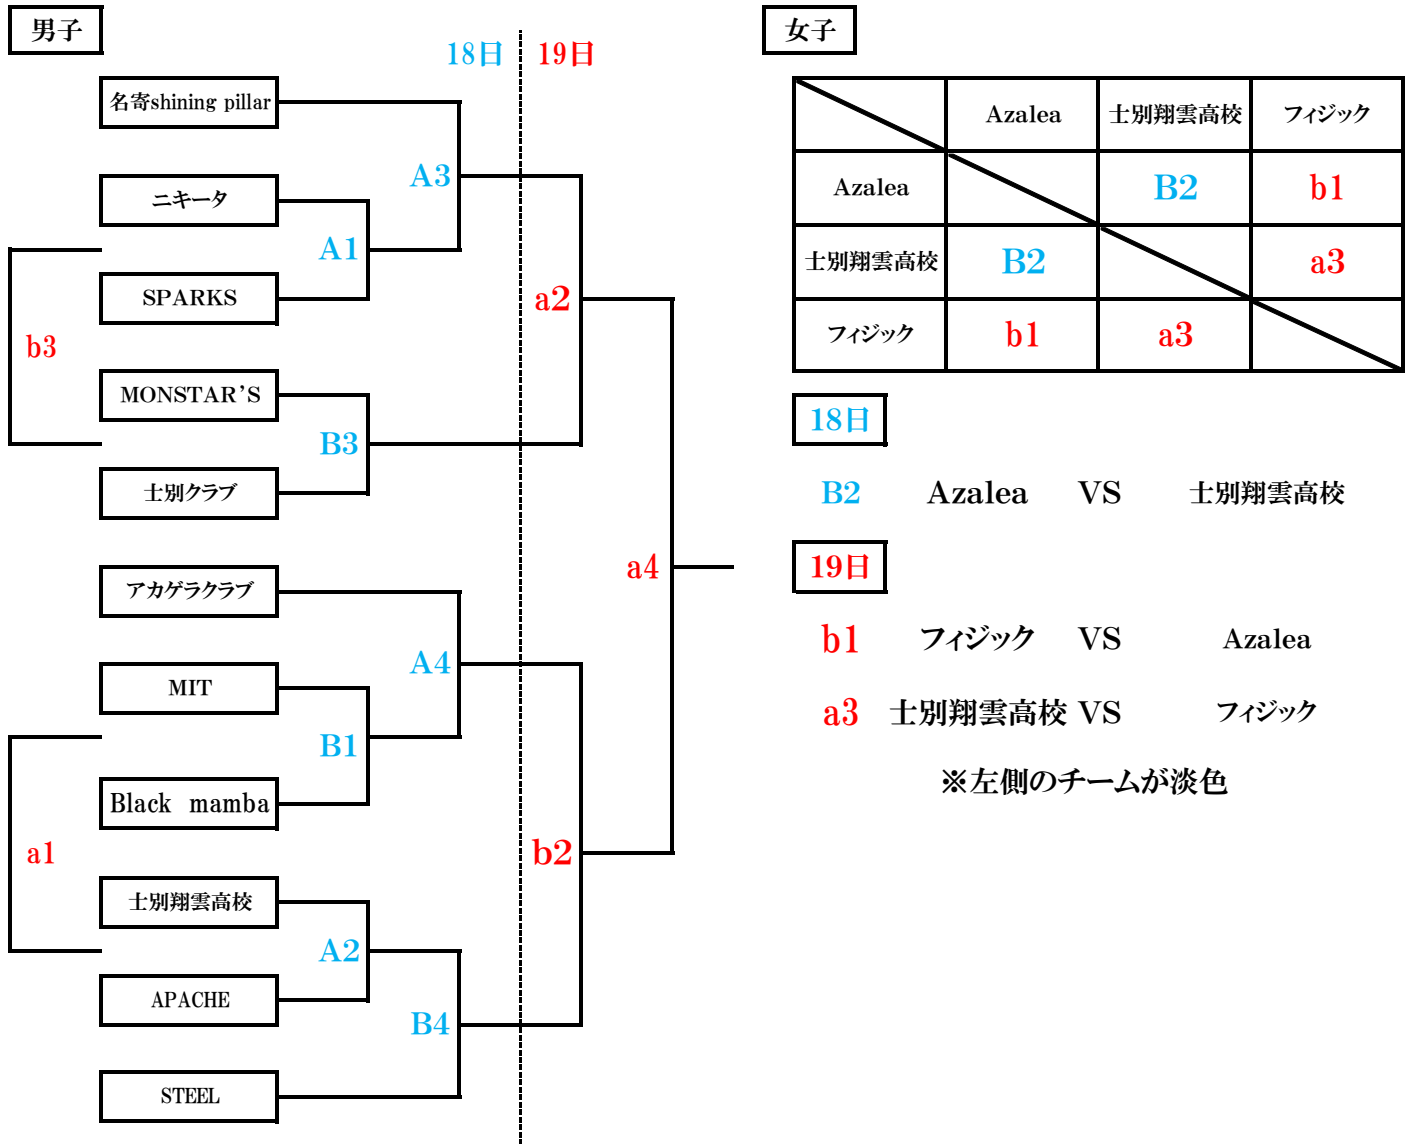 男子
18日 19日
名寄shining pillar
A3
ニキータ
A1
SPARKS
a2
b3
MONSTAR’S
B3
士別クラブ
a4
アカゲラクラブ
A4
MIT
B1
Black mamba
a1
b2
士別翔雲高校
A2
APACHE
B4
STEEL
女子
Azalea 士別翔雲高校 フィジック
Azalea B2 b1
士別翔雲高校 B2 a3
フィジック b1 a3
18日
B2 Azalea VS 士別翔雲高校
19日
b1 フィジック VS Azalea
a3 士別翔雲高校 VS フィジック
※左側のチームが淡色